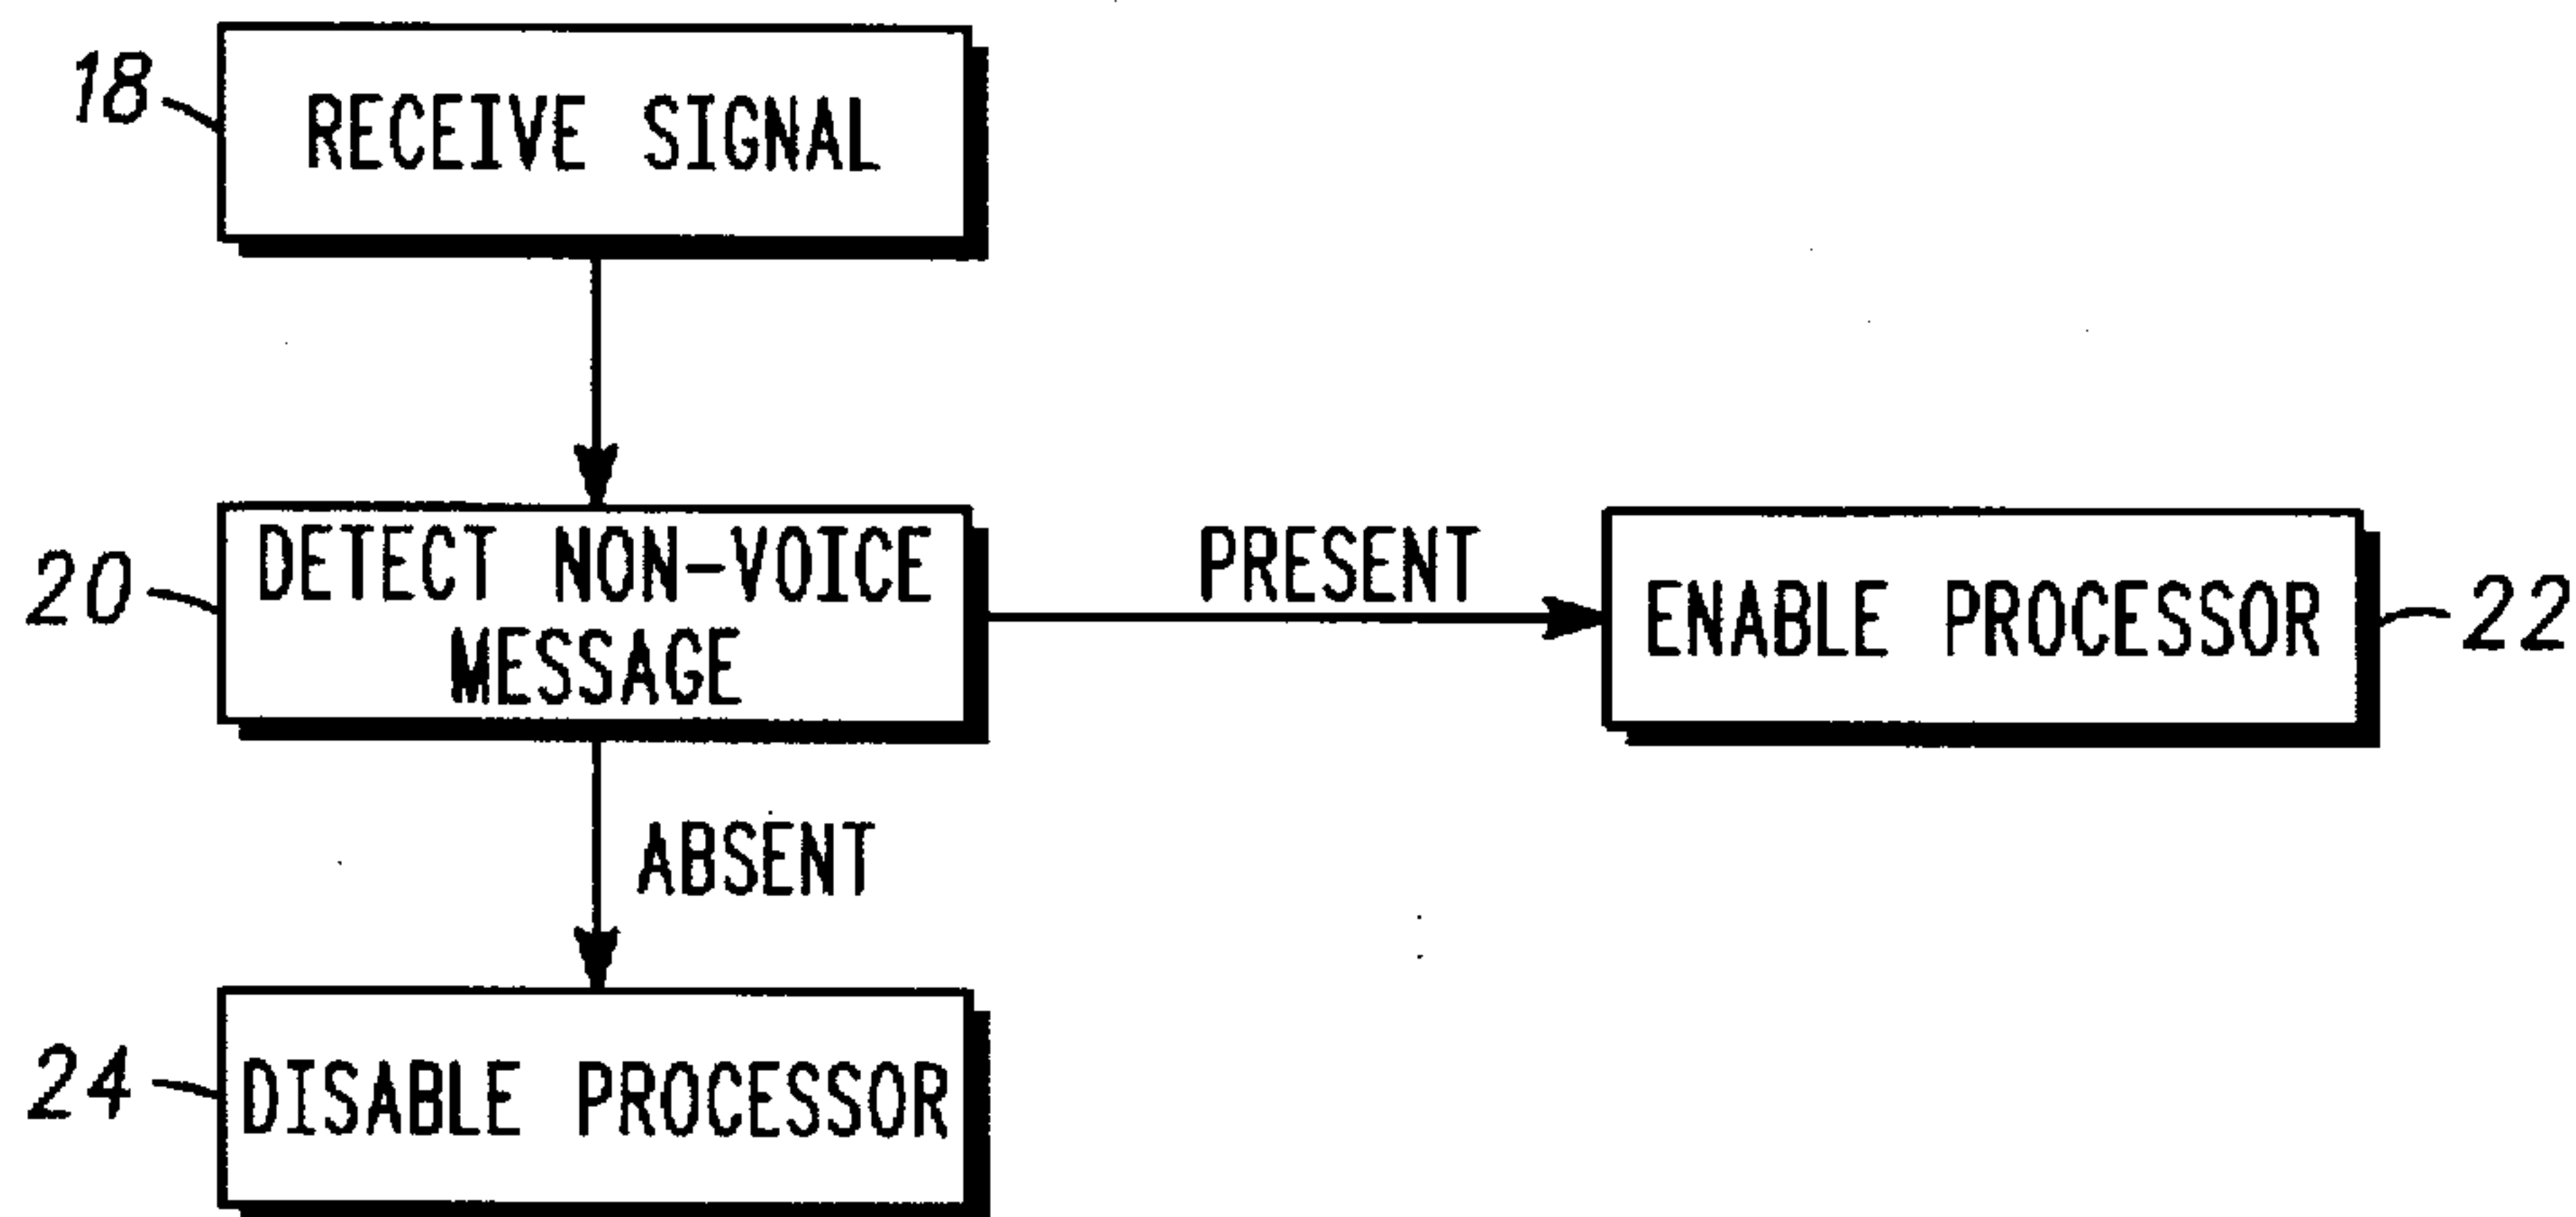 18
RECEIVE SIGNAL
20
DETECT NON-VOICE
MESSAGE
PRESENT
ENABLE PROCESSOR
22
ABSENT
24
DISABLE PROCESSOR